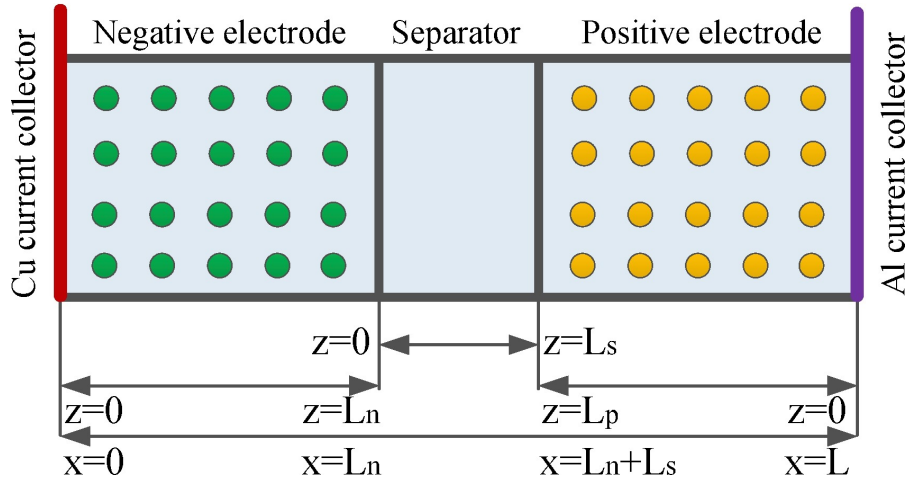 Negative electrode Separator Positive electrode
Cu current collector
Al current collector
z=0 z=Lₛ
z=0 z=Lₙ z=Lₚ z=0
x=0 x=Lₙ x=Lₙ+Lₛ x=L